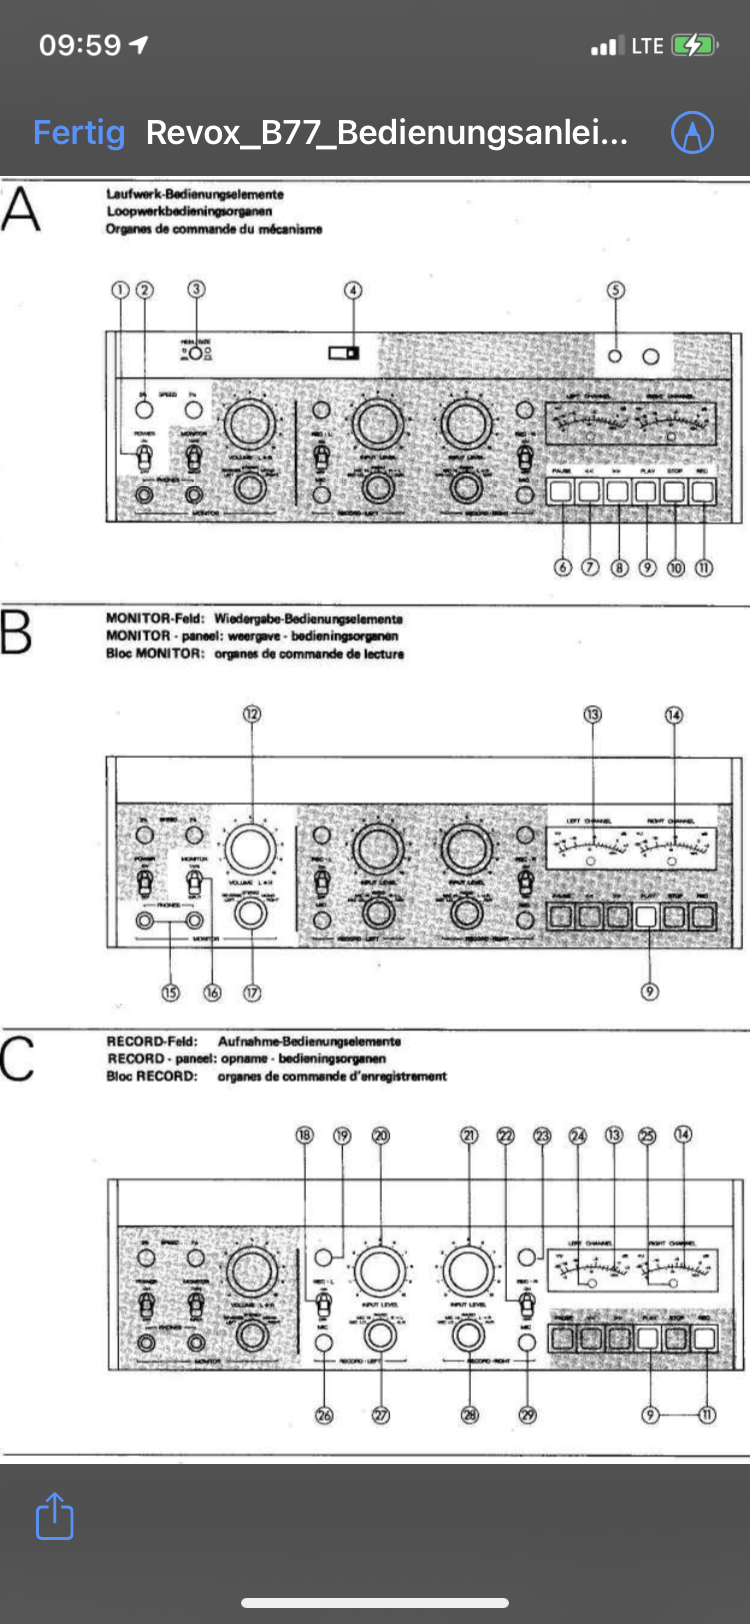 09:59
LTE
Fertig
Revox_B77_Bedienungsanlei...
A
Laufwerk-Bedienungselemente
Loopwerkbedieningsorganen
Organes de commande du mécanisme
1 2 3 4 5
REEL SIZE
SPEED
LEFT CHANNEL RIGHT CHANNEL
POWER MONITOR
VOLUME L+R
REC-L
INPUT LEVEL
INPUT LEVEL
REC-R
PHONES
MIC
MIC
PAUSE << >> PLAY STOP REC
MONITOR
RECORD-LEFT
RECORD-RIGHT
6 7 8 9 10 11
B
MONITOR-Feld: Wiedergabe-Bedienungselemente
MONITOR - paneel: weergave - bedieningsorganen
Bloc MONITOR: organes de commande de lecture
12 13 14
SPEED
LEFT CHANNEL RIGHT CHANNEL
POWER MONITOR
VOLUME L+R
REC-L
INPUT LEVEL
INPUT LEVEL
REC-R
PHONES
MIC
PAUSE << >> PLAY STOP REC
MONITOR
RECORD-LEFT
RECORD-RIGHT
15 16 17 9
C
RECORD-Feld: Aufnahme-Bedienungselemente
RECORD - paneel: opname - bedieningsorganen
Bloc RECORD: organes de commande d'enregistrement
18 19 20 21 22 23 24 13 25 14
SPEED
LEFT CHANNEL RIGHT CHANNEL
POWER MONITOR
VOLUME L+R
REC-L
INPUT LEVEL
INPUT LEVEL
REC-R
PHONES
MIC
MIC
PAUSE << >> PLAY STOP REC
MONITOR
RECORD-LEFT
RECORD-RIGHT
26 27 28 29 9 11